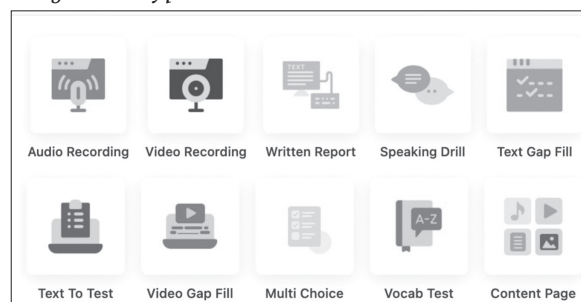 Audio Recording Video Recording Written Report Speaking Drill Text Gap Fill
TEXT
A-Z
Text To Test Video Gap Fill Multi Choice Vocab Test Content Page